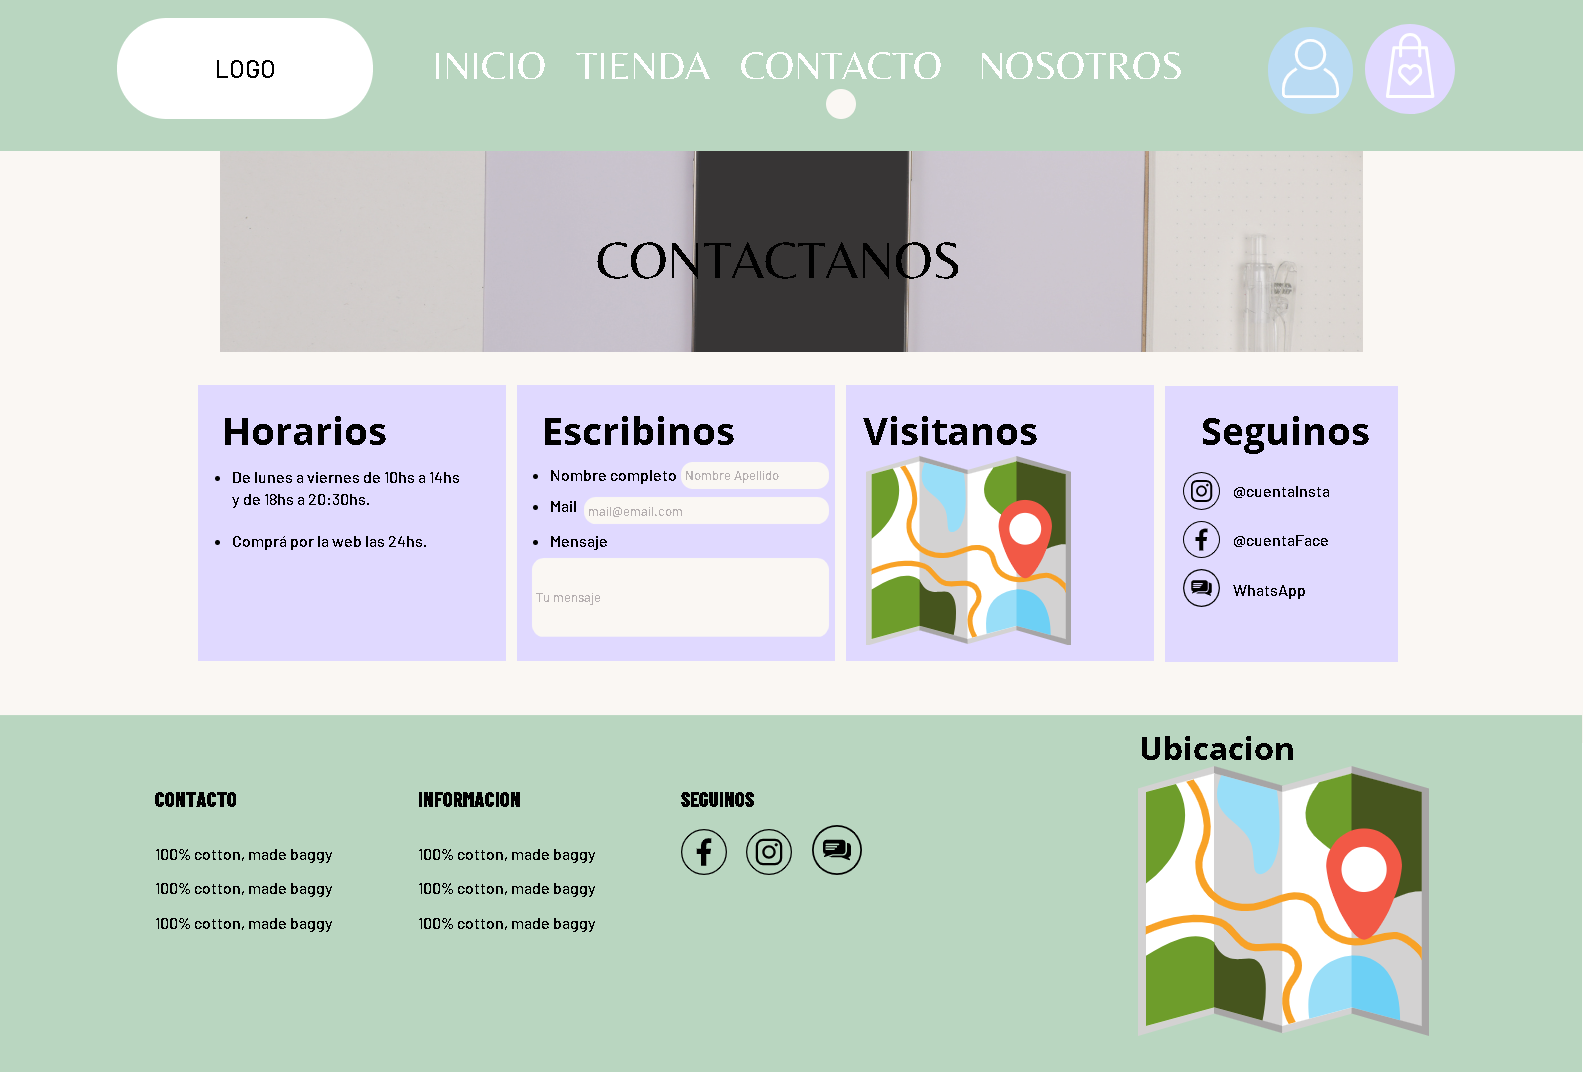 LOGO
INICIO TIENDA CONTACTO NOSOTROS
CONTACTANOS
Horarios
• De lunes a viernes de 10hs a 14hs
y de 18hs a 20:30hs.
• Comprá por la web las 24hs.
Escribinos
• Nombre completo Nombre Apellido
• Mail mail@email.com
• Mensaje
Tu mensaje
Visitanos
Seguinos
@cuentaInsta
@cuentaFace
WhatsApp
CONTACTO
100% cotton, made baggy
100% cotton, made baggy
100% cotton, made baggy
INFORMACION
100% cotton, made baggy
100% cotton, made baggy
100% cotton, made baggy
SEGUINOS
Ubicacion